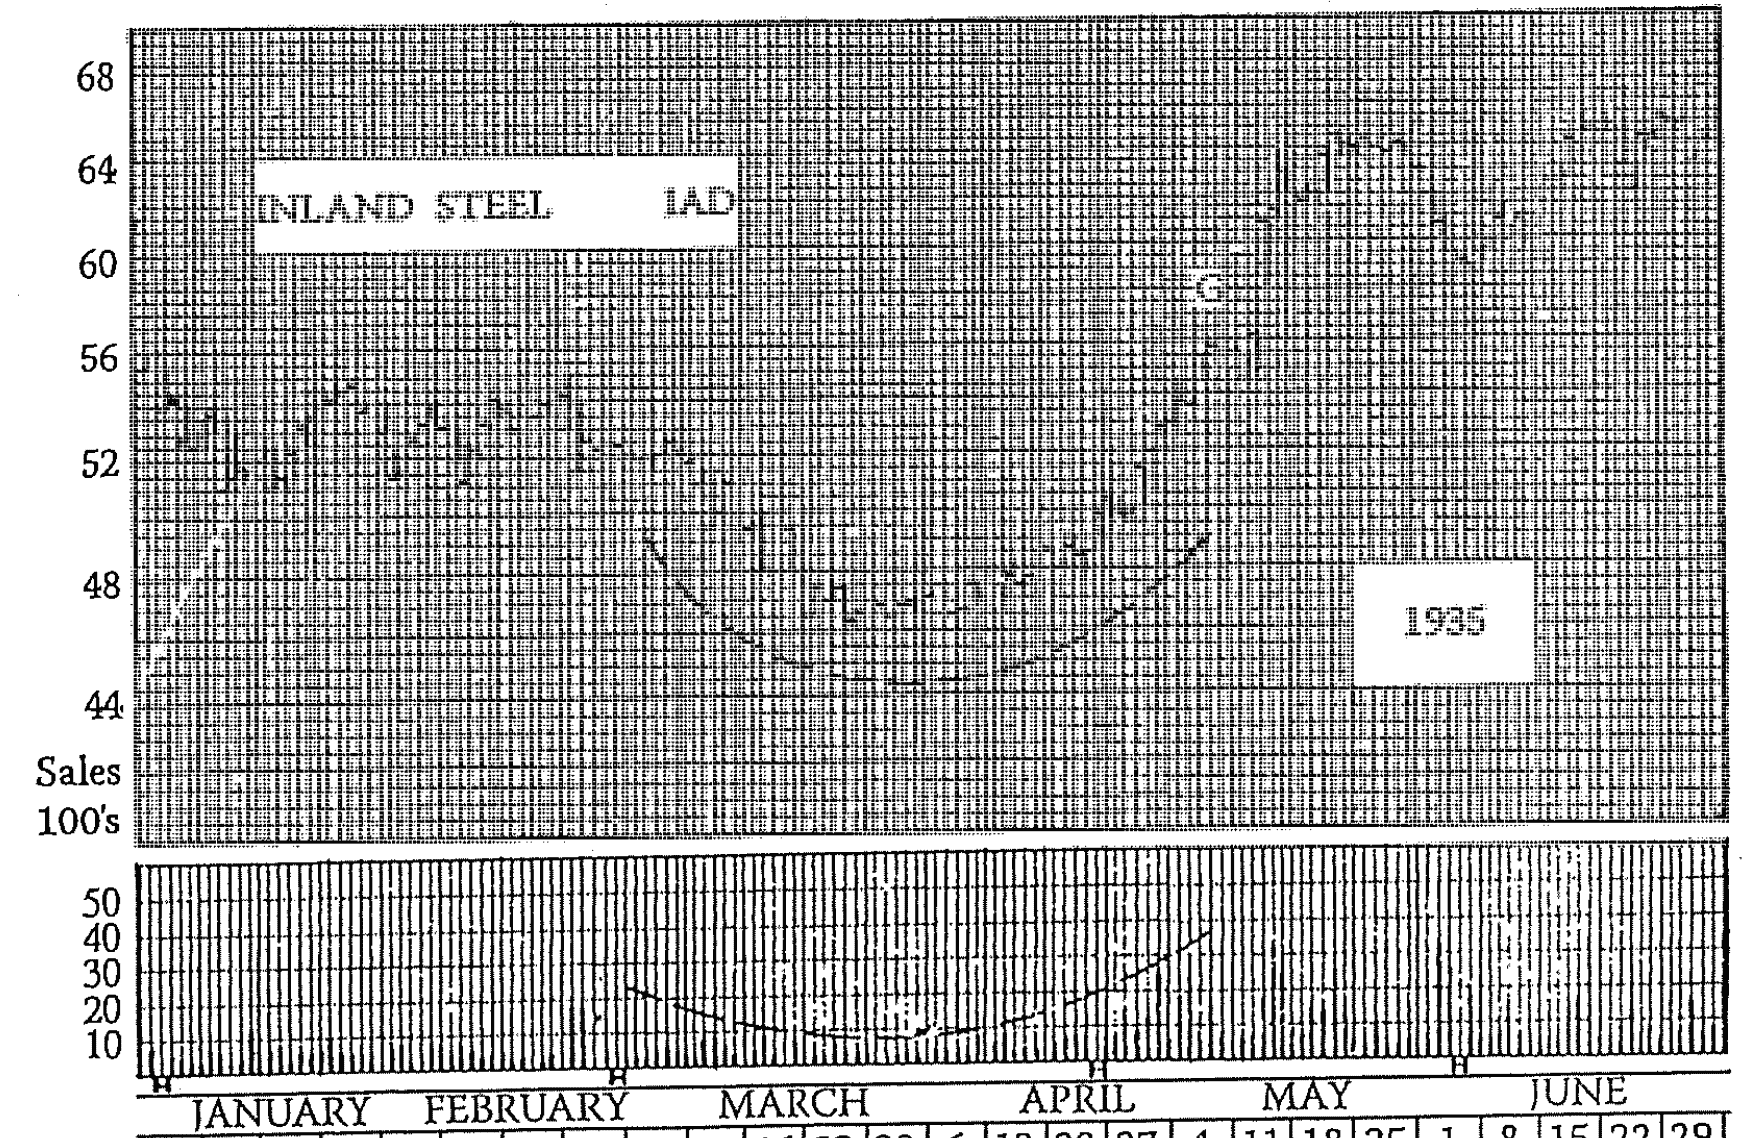 68
64
INLAND STEEL IAD
60
G
56
52
48
1935
44
Sales
100's
50
40
30
20
10
H H H H
JANUARY FEBRUARY MARCH APRIL MAY JUNE
6 13 20 27 4 11 18 25 1 8 15 22 29